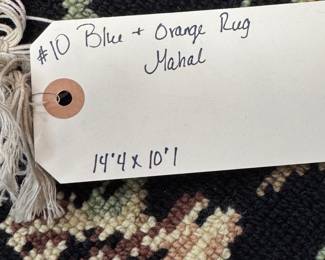 #10 Blue + Orange Rug
Mahal
14'4 x 10'1